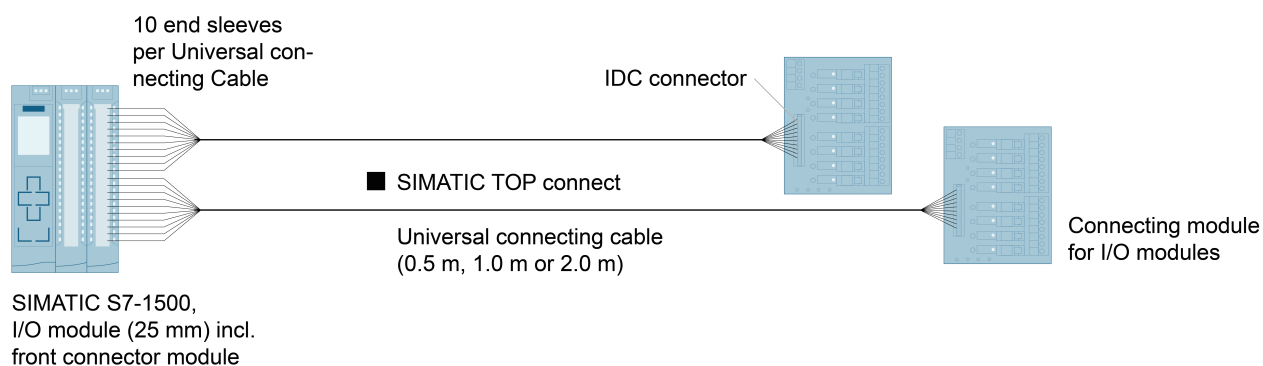 10 end sleeves
per Universal con-
necting Cable
IDC connector
SIMATIC TOP connect
Universal connecting cable
(0.5 m, 1.0 m or 2.0 m)
Connecting module
for I/O modules
SIMATIC S7-1500,
I/O module (25 mm) incl.
front connector module